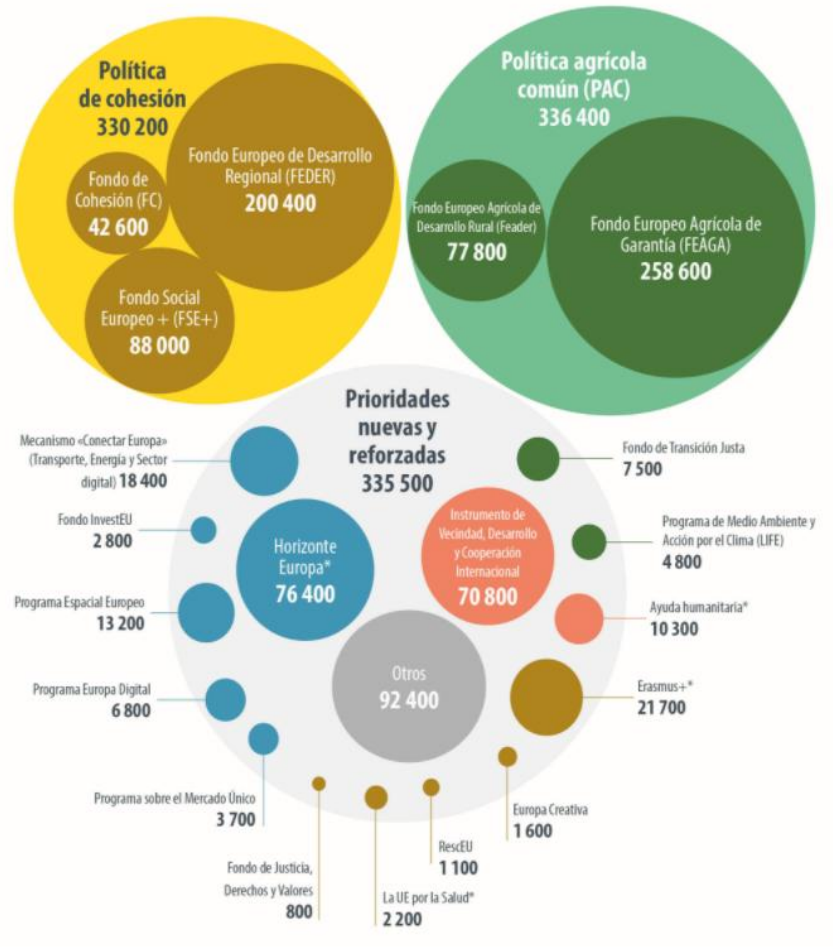 Política
de cohesión
330 200
Fondo Europeo de Desarrollo
Regional (FEDER)
200 400
Fondo de
Cohesión (FC)
42 600
Fondo Social
Europeo + (FSE+)
88 000
Política agrícola
común (PAC)
336 400
Fondo Europeo Agrícola de
Desarrollo Rural (Feader)
77 800
Fondo Europeo Agrícola de
Garantía (FEAGA)
258 600
Prioridades
nuevas y
reforzadas
335 500
Mecanismo «Conectar Europa»
(Transporte, Energía y Sector
digital) 18 400
Fondo InvestEU
2 800
Horizonte
Europa*
76 400
Programa Espacial Europeo
13 200
Programa Europa Digital
6 800
Programa sobre el Mercado Único
3 700
Fondo de Justicia,
Derechos y Valores
800
La UE por la Salud*
2 200
RescEU
1 100
Europa Creativa
1 600
Otros
92 400
Erasmus+*
21 700
Ayuda humanitaria*
10 300
Instrumento de
Vecindad, Desarrollo
y Cooperación
Internacional
70 800
Programa de Medio Ambiente y
Acción por el Clima (LIFE)
4 800
Fondo de Transición Justa
7 500